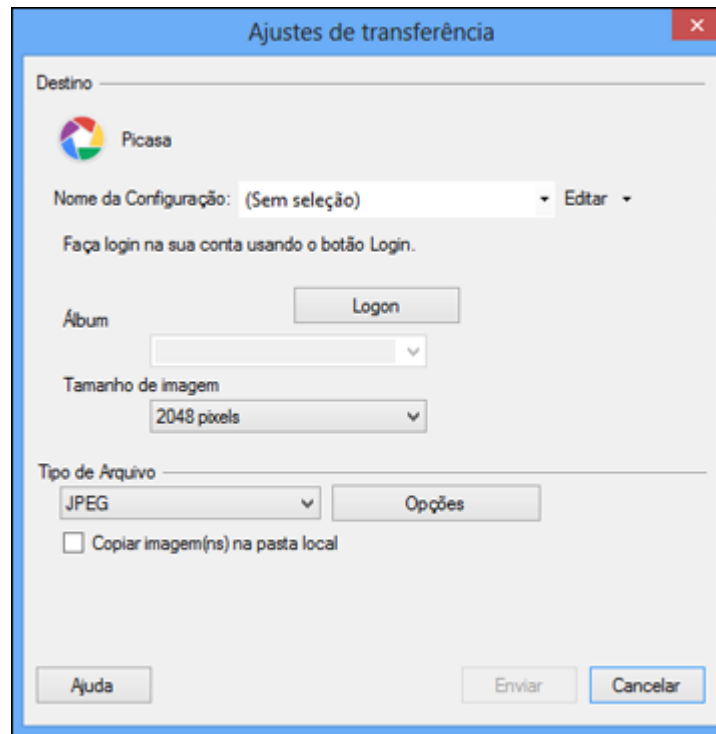 Ajustes de transferência
Destino
Picasa
Nome da Configuração: (Sem seleção) Editar
Faça login na sua conta usando o botão Login.
Logon
Álbum
Tamanho de imagem
2048 pixels
Tipo de Arquivo
JPEG Opções
Copiar imagem(ns) na pasta local
Ajuda Enviar Cancelar